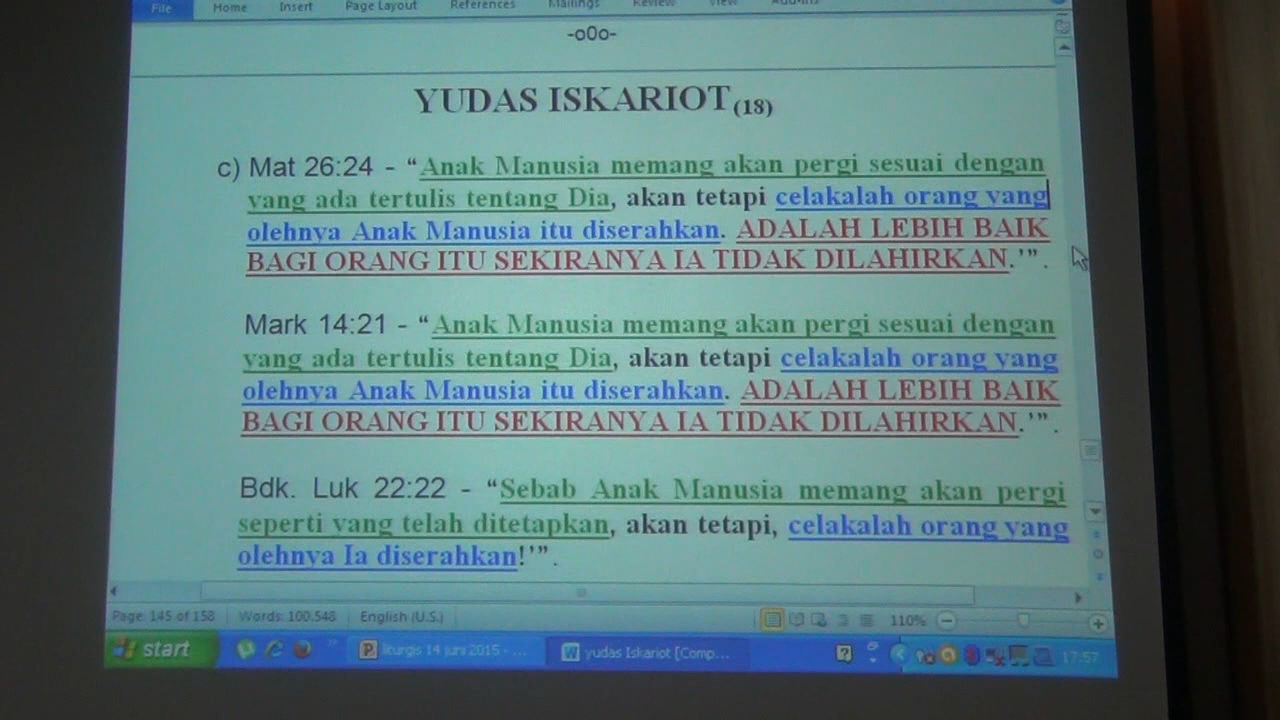 File Home Insert Page Layout References Mailings Review View Add-Ins
-o0o-
YUDAS ISKARIOT(18)
c) Mat 26:24 - “Anak Manusia memang akan pergi sesuai dengan
yang ada tertulis tentang Dia, akan tetapi celakalah orang yang
olehnya Anak Manusia itu diserahkan. ADALAH LEBIH BAIK
BAGI ORANG ITU SEKIRANYA IA TIDAK DILAHIRKAN.’”.
Mark 14:21 - “Anak Manusia memang akan pergi sesuai dengan
yang ada tertulis tentang Dia, akan tetapi celakalah orang yang
olehnya Anak Manusia itu diserahkan. ADALAH LEBIH BAIK
BAGI ORANG ITU SEKIRANYA IA TIDAK DILAHIRKAN.’”.
Bdk. Luk 22:22 - “Sebab Anak Manusia memang akan pergi
seperti yang telah ditetapkan, akan tetapi, celakalah orang yang
olehnya Ia diserahkan!’”.
Page: 145 of 158 Words: 100.548 English (U.S.) 110%
start liturgis 14 juni 2015 - ... yudas Iskariot [Comp... 17:57